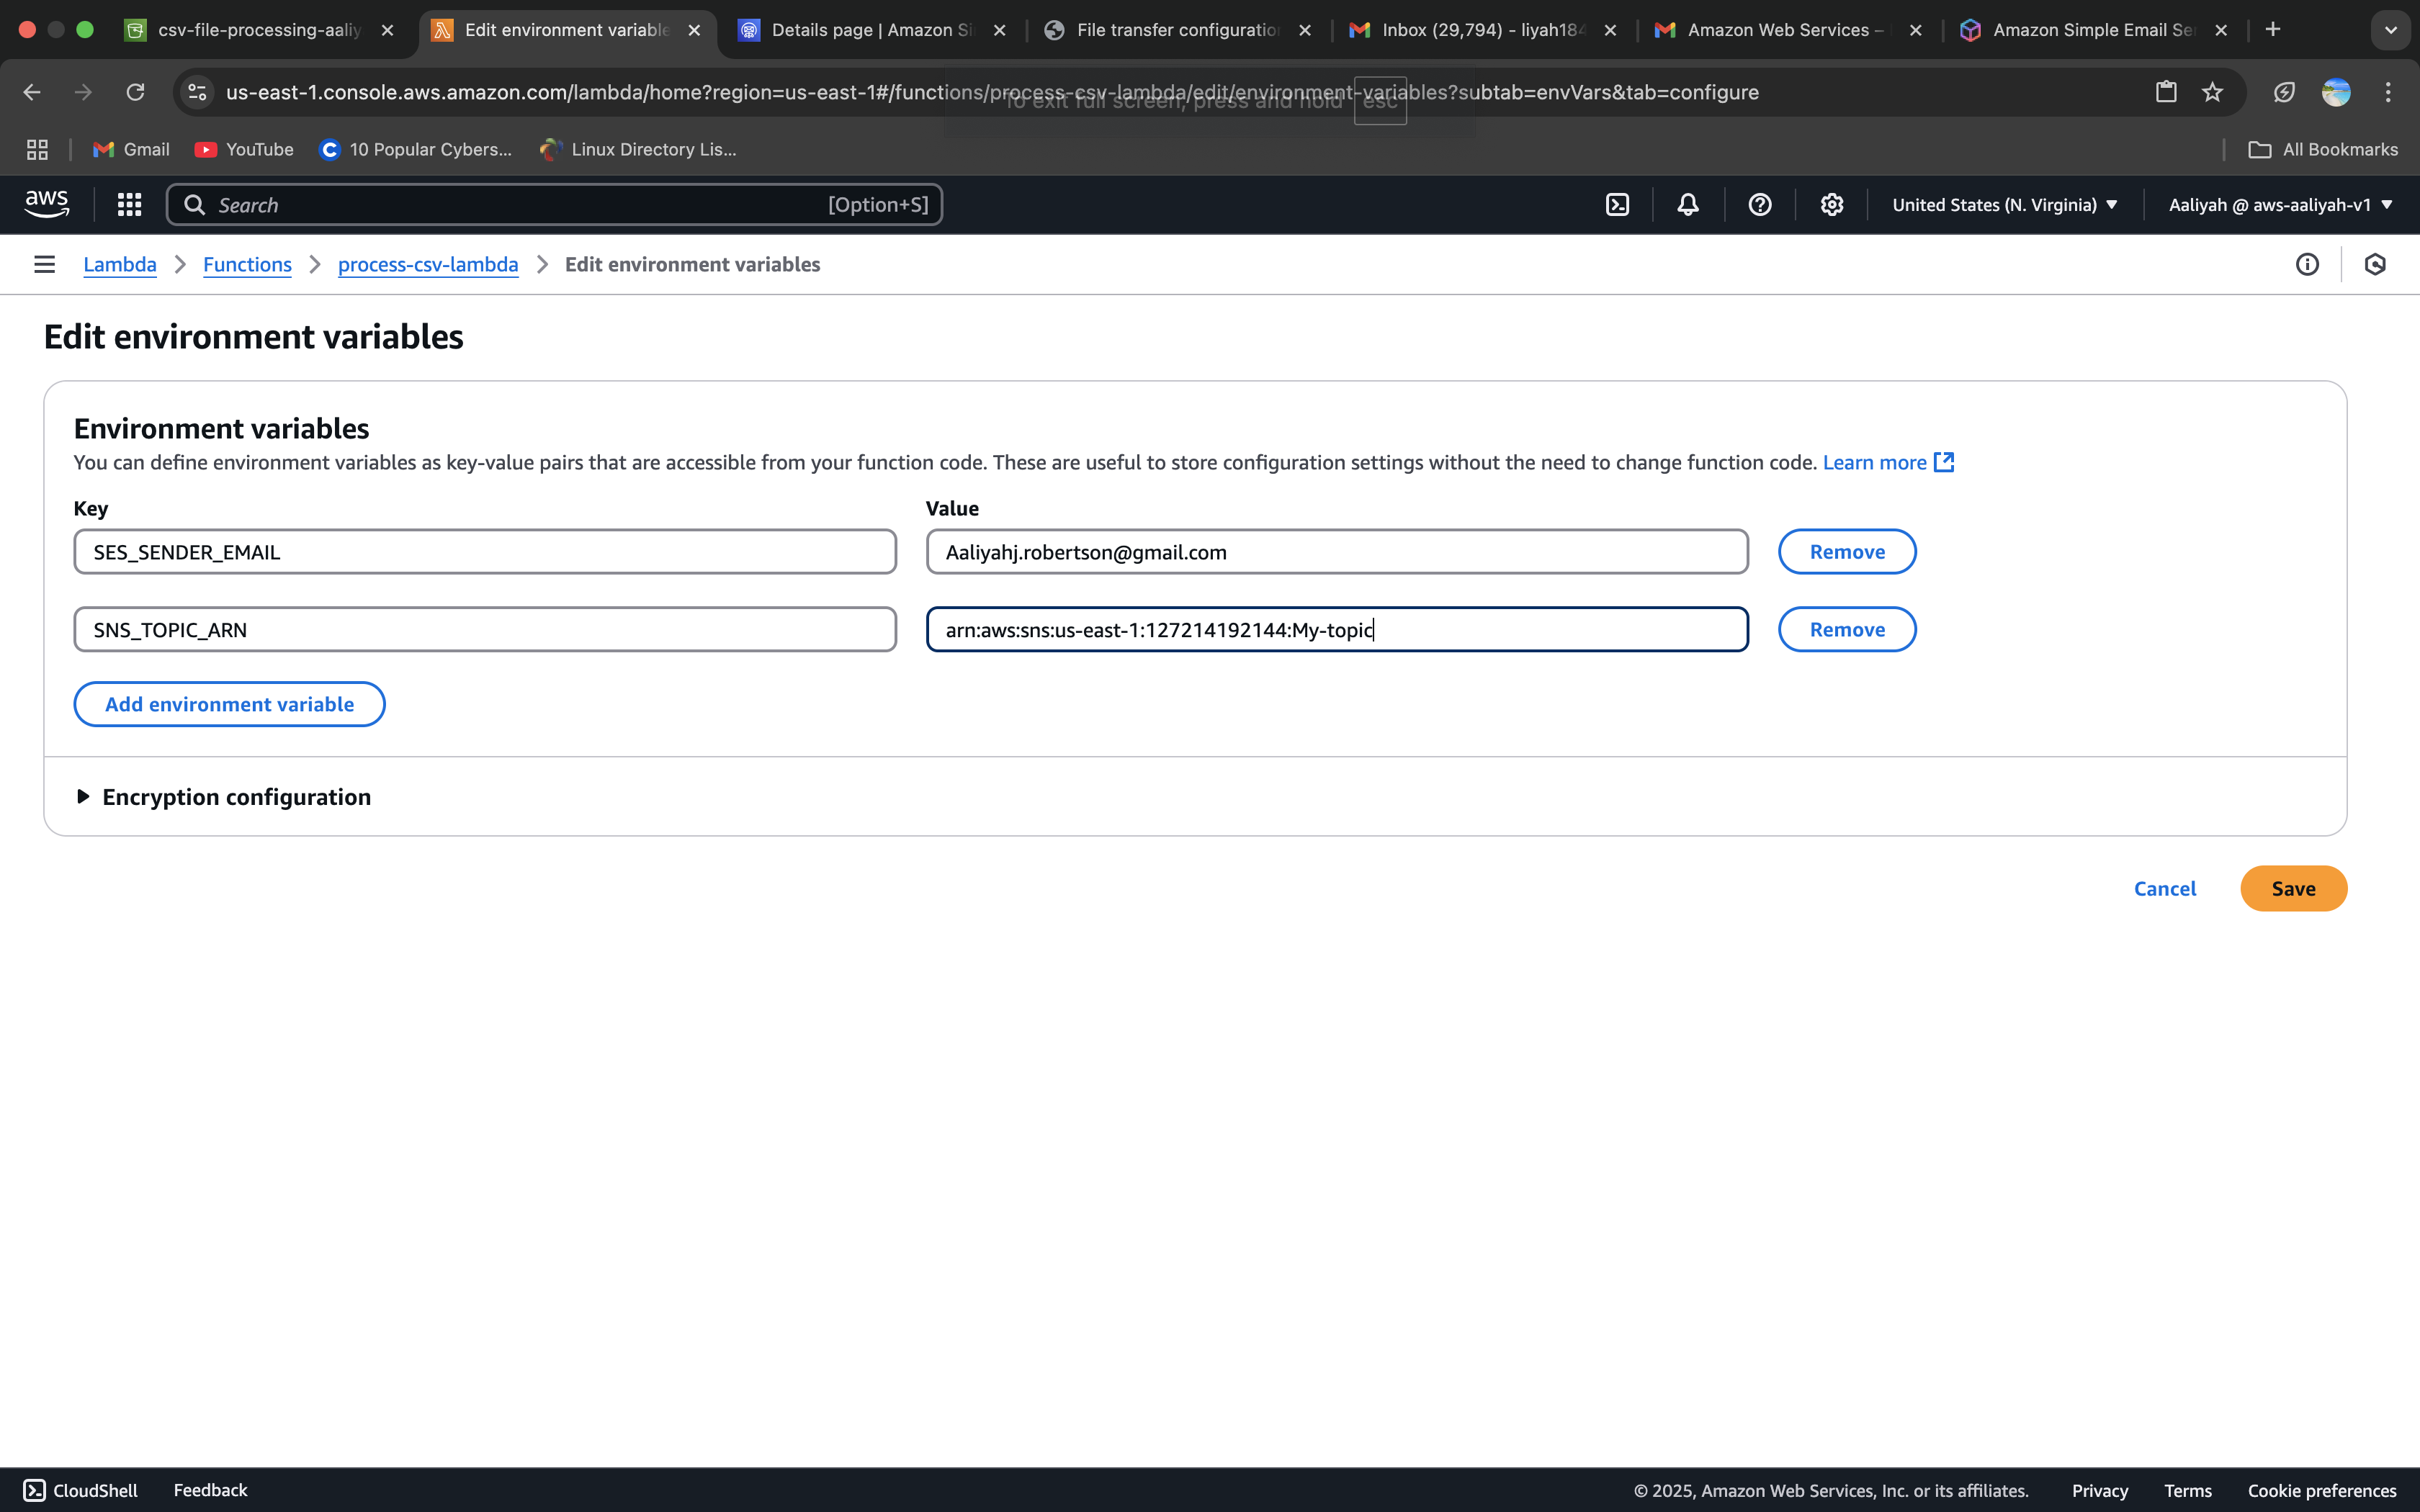 csv-file-processing-aaliy
Edit environment variable
Details page | Amazon Si
File transfer configuration
Inbox (29,794) - liyah184
Amazon Web Services –
Amazon Simple Email Ser
us-east-1.console.aws.amazon.com/lambda/home?region=us-east-1#/functions/process-csv-lambda/edit/environment-variables?subtab=envVars&tab=configure
To exit full screen, press and hold esc
Gmail
YouTube
10 Popular Cybers...
Linux Directory Lis...
All Bookmarks
aws
Search
[Option+S]
United States (N. Virginia)
Aaliyah @ aws-aaliyah-v1
Lambda
Functions
process-csv-lambda
Edit environment variables
Edit environment variables
Environment variables
You can define environment variables as key-value pairs that are accessible from your function code. These are useful to store configuration settings without the need to change function code. Learn more
Key
Value
SES_SENDER_EMAIL
Aaliyahj.robertson@gmail.com
Remove
SNS_TOPIC_ARN
arn:aws:sns:us-east-1:127214192144:My-topic
Remove
Add environment variable
Encryption configuration
Cancel
Save
CloudShell
Feedback
© 2025, Amazon Web Services, Inc. or its affiliates.
Privacy
Terms
Cookie preferences